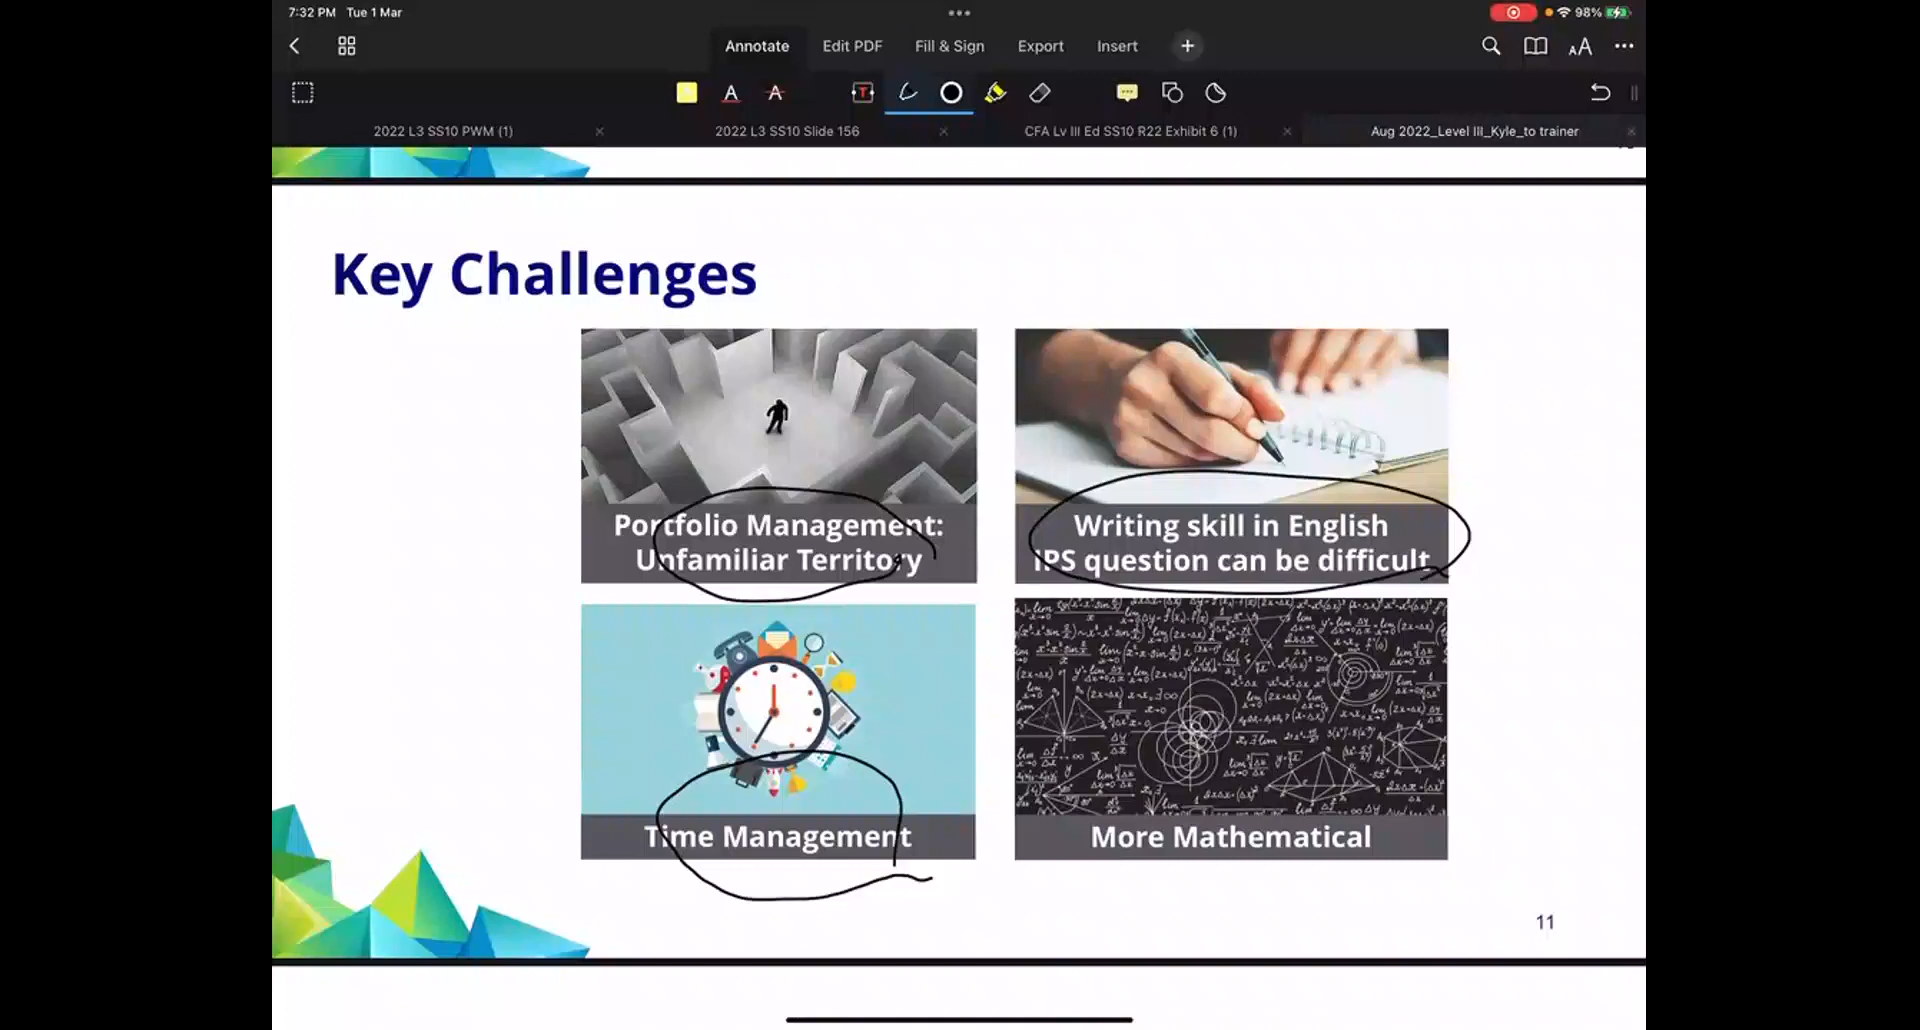 7:32 PM Tue 1 Mar
98%
Annotate Edit PDF Fill & Sign Export Insert
2022 L3 SS10 PWM (1) 2022 L3 SS10 Slide 156 CFA Lv III Ed SS10 R22 Exhibit 6 (1) Aug 2022_Level III_Kyle_to trainer
Key Challenges
Portfolio Management:
Unfamiliar Territory
Writing skill in English
IPS question can be difficult
Time Management
More Mathematical
11